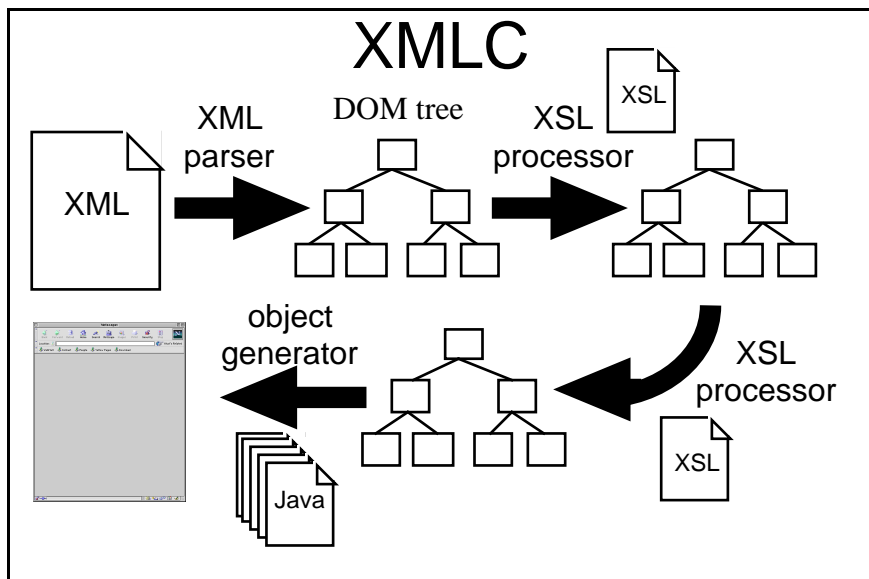 XMLC
XML
XML
parser
DOM tree
XSL
processor
XSL
object
generator
Java
XSL
processor
XSL